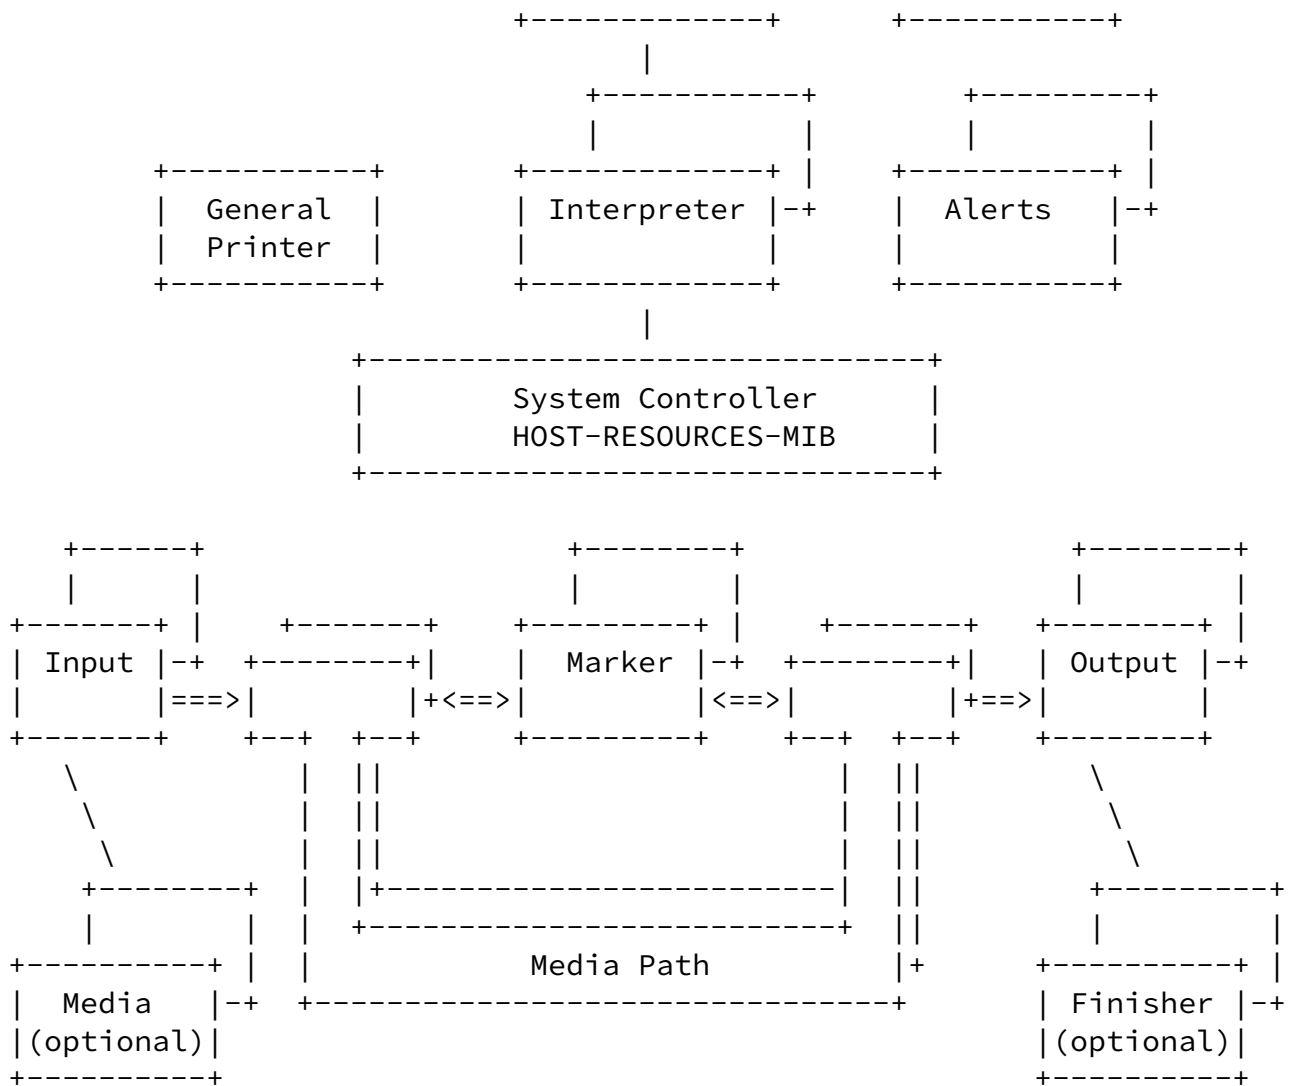 General
Printer
Interpreter
Alerts
System Controller
HOST-RESOURCES-MIB
Input
Marker
Output
Media Path
Media
(optional)
Finisher
(optional)